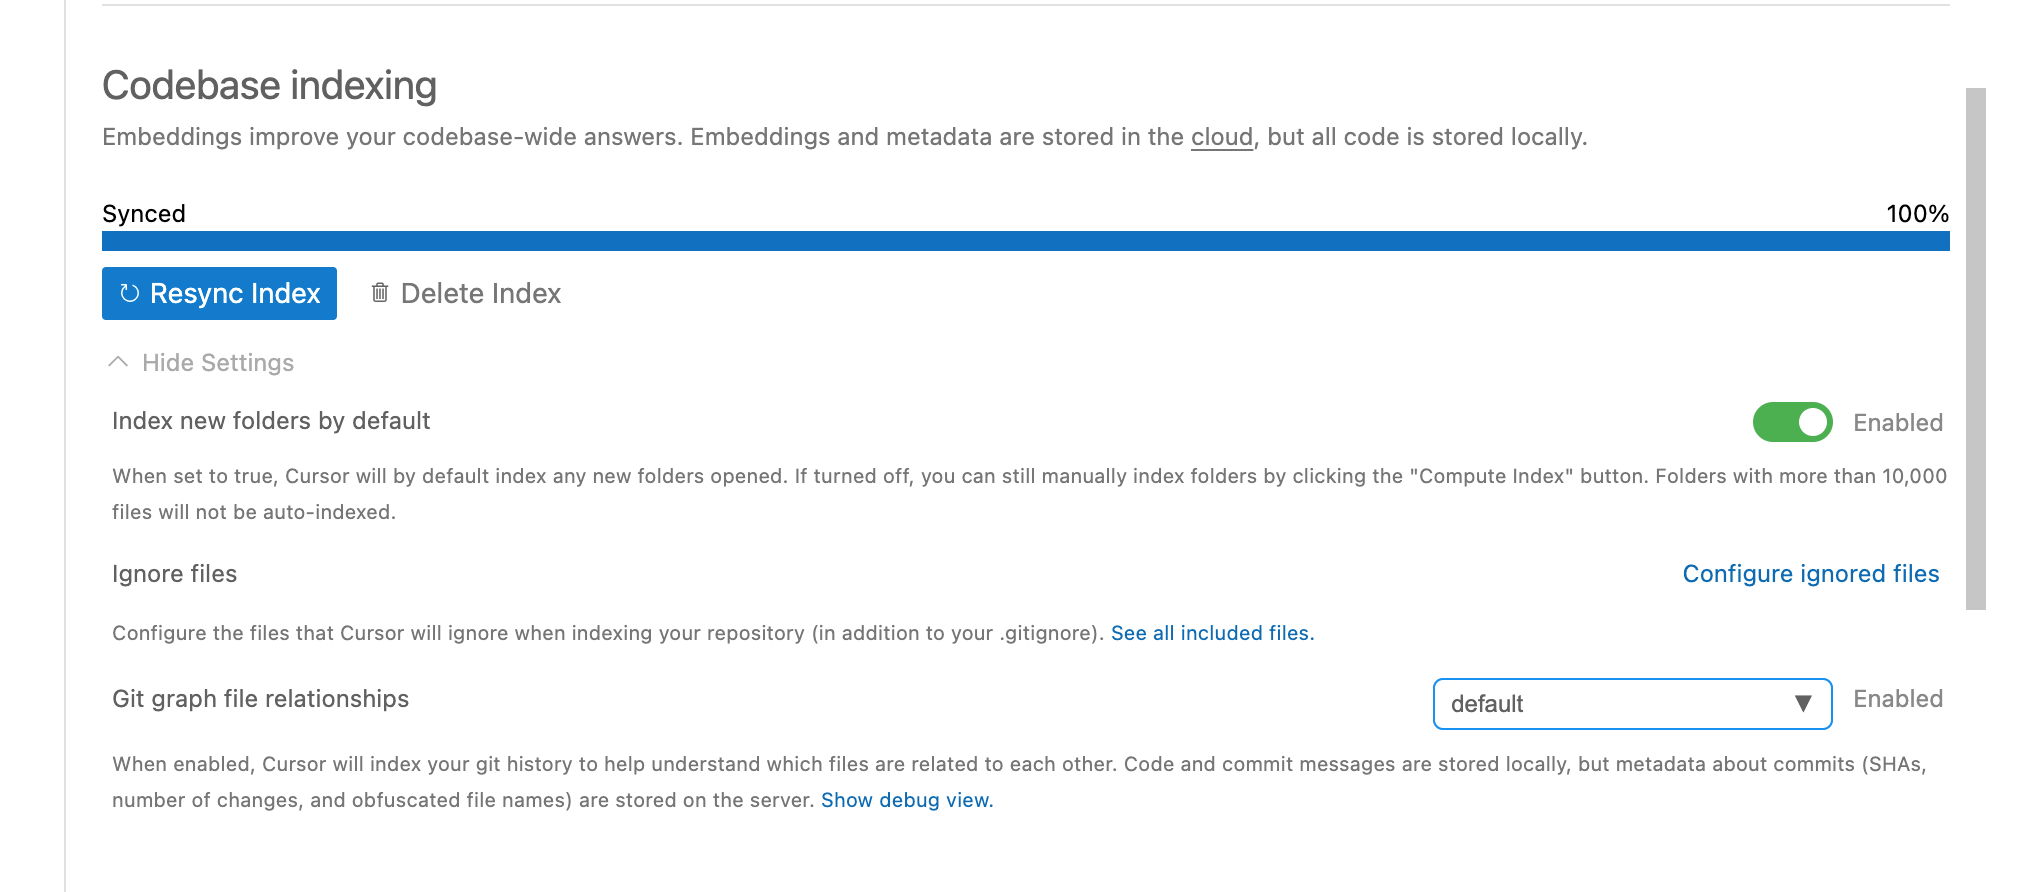 Codebase indexing
Embeddings improve your codebase-wide answers. Embeddings and metadata are stored in the cloud, but all code is stored locally.
Synced 100%
Resync Index Delete Index
Hide Settings
Index new folders by default Enabled
When set to true, Cursor will by default index any new folders opened. If turned off, you can still manually index folders by clicking the "Compute Index" button. Folders with more than 10,000
files will not be auto-indexed.
Ignore files Configure ignored files
Configure the files that Cursor will ignore when indexing your repository (in addition to your .gitignore). See all included files.
Git graph file relationships default Enabled
When enabled, Cursor will index your git history to help understand which files are related to each other. Code and commit messages are stored locally, but metadata about commits (SHAs,
number of changes, and obfuscated file names) are stored on the server. Show debug view.